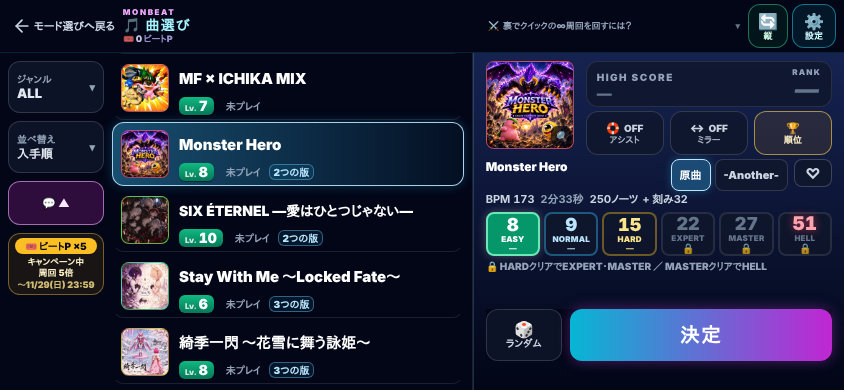 モード選びへ戻る
MONBEAT
🎵 曲選び
🎟 0 ビートP
⚔ 裏でクイックの∞周回を回すには?
▼
🔄 縦
⚙️ 設定
ジャンル
ALL ▼
並べ替え
入手順 ▼
💬 ▲
🎟 ビートP ×5
キャンペーン中
周回 5倍
〜11/29(日) 23:59
MF × ICHIKA MIX
Lv. 7 未プレイ
Monster Hero
Lv. 8 未プレイ 2つの版
SIX ÉTERNEL —愛はひとつじゃない—
Lv. 10 未プレイ 2つの版
Stay With Me 〜Locked Fate〜
Lv. 6 未プレイ 3つの版
綺季一閃 〜花雪に舞う詠姫〜
Lv. 8 未プレイ 3つの版
MONSTER
HERO
HIGH SCORE
—
RANK
—
OFF
アシスト
↔ OFF
ミラー
🏆
順位
Monster Hero
原曲
-Another-
♡
BPM 173 2分33秒 250ノーツ + 刻み32
8
EASY
—
9
NORMAL
—
15
HARD
—
22
EXPERT
🔒
27
MASTER
🔒
51
HELL
🔒
🔒 HARDクリアでEXPERT·MASTER ／ MASTERクリアでHELL
🎲
ランダム
決定